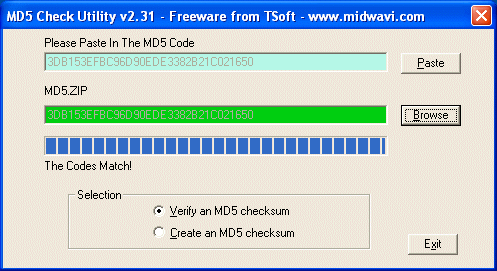 MD5 Check Utility v2.31 - Freeware from TSoft - www.midwavi.com
Please Paste In The MD5 Code
3DB153EFBC96D90EDE3382B21C021650
Paste
MD5.ZIP
3DB153EFBC96D90EDE3382B21C021650
Browse
The Codes Match!
Selection
Verify an MD5 checksum
Create an MD5 checksum
Exit